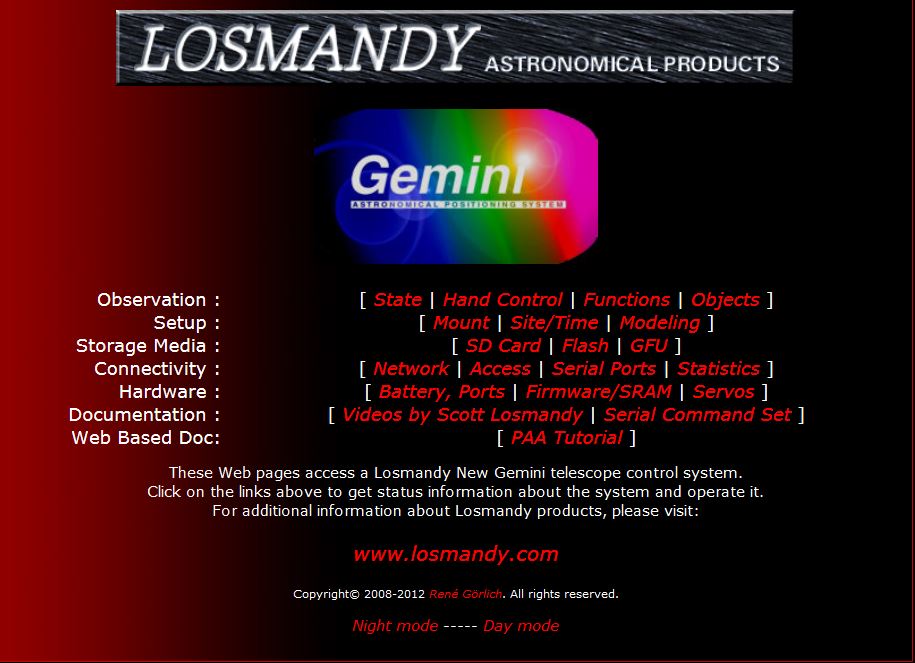 LOSMANDY ASTRONOMICAL PRODUCTS
Gemini
ASTRONOMICAL POSITIONING SYSTEM
Observation : [ State | Hand Control | Functions | Objects ]
Setup : [ Mount | Site/Time | Modeling ]
Storage Media : [ SD Card | Flash | GFU ]
Connectivity : [ Network | Access | Serial Ports | Statistics ]
Hardware : [ Battery, Ports | Firmware/SRAM | Servos ]
Documentation : [ Videos by Scott Losmandy | Serial Command Set ]
Web Based Doc: [ PAA Tutorial ]
These Web pages access a Losmandy New Gemini telescope control system.
Click on the links above to get status information about the system and operate it.
For additional information about Losmandy products, please visit:
www.losmandy.com
Copyright© 2008-2012 René Görlich. All rights reserved.
Night mode ----- Day mode